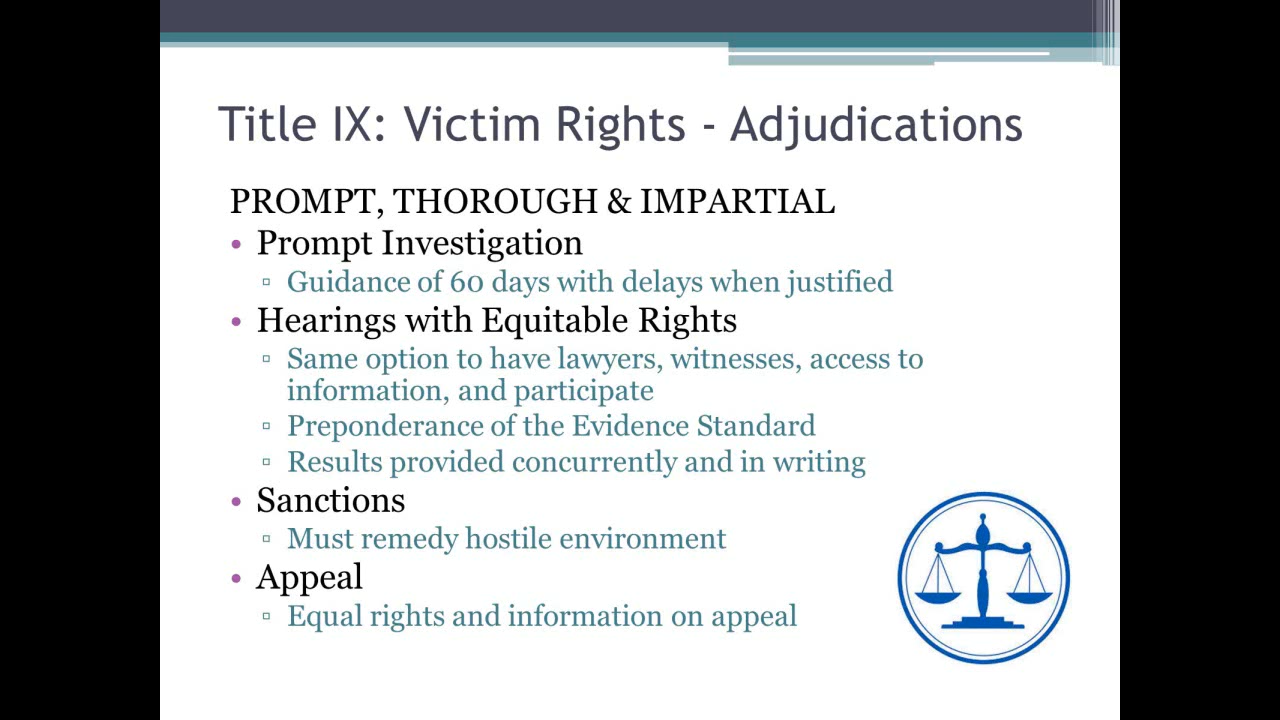 Title IX: Victim Rights - Adjudications
PROMPT, THOROUGH & IMPARTIAL
• Prompt Investigation
▫ Guidance of 60 days with delays when justified
• Hearings with Equitable Rights
▫ Same option to have lawyers, witnesses, access to
information, and participate
▫ Preponderance of the Evidence Standard
▫ Results provided concurrently and in writing
• Sanctions
▫ Must remedy hostile environment
• Appeal
▫ Equal rights and information on appeal